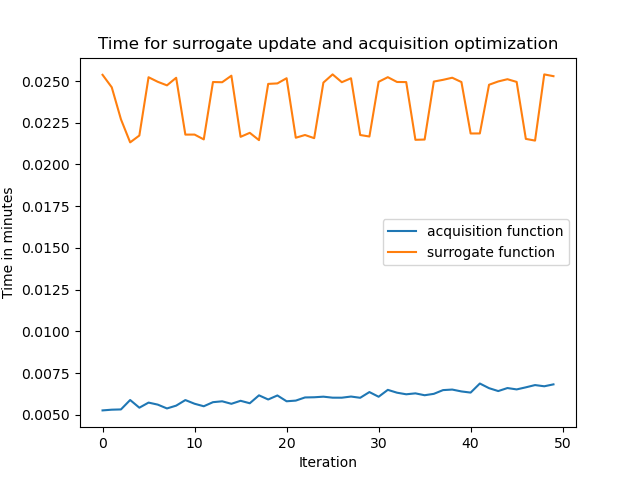 Time for surrogate update and acquisition optimization
0.0250
0.0225
0.0200
0.0175
0.0150
0.0125
0.0100
0.0075
0.0050
Time in minutes
acquisition function
surrogate function
0 10 20 30 40 50
Iteration